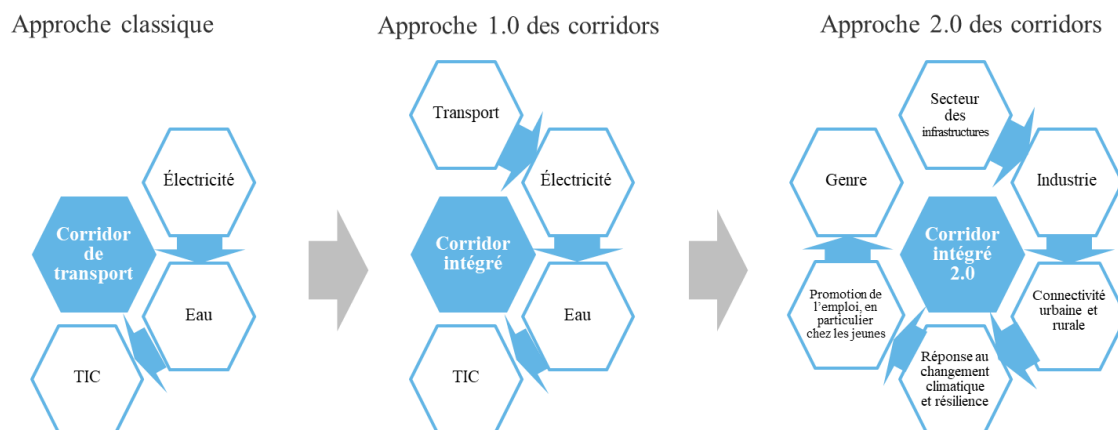 Approche classique
Électricité
Corridor
de
transport
Eau
TIC
Approche 1.0 des corridors
Transport
Électricité
Corridor
intégré
Eau
TIC
Approche 2.0 des corridors
Secteur
des
infrastructures
Genre
Industrie
Corridor
intégré
2.0
Promotion de
l'emploi, en
particulier
chez les jeunes
Connectivité
urbaine et
rurale
Réponse au
changement
climatique
et résilience